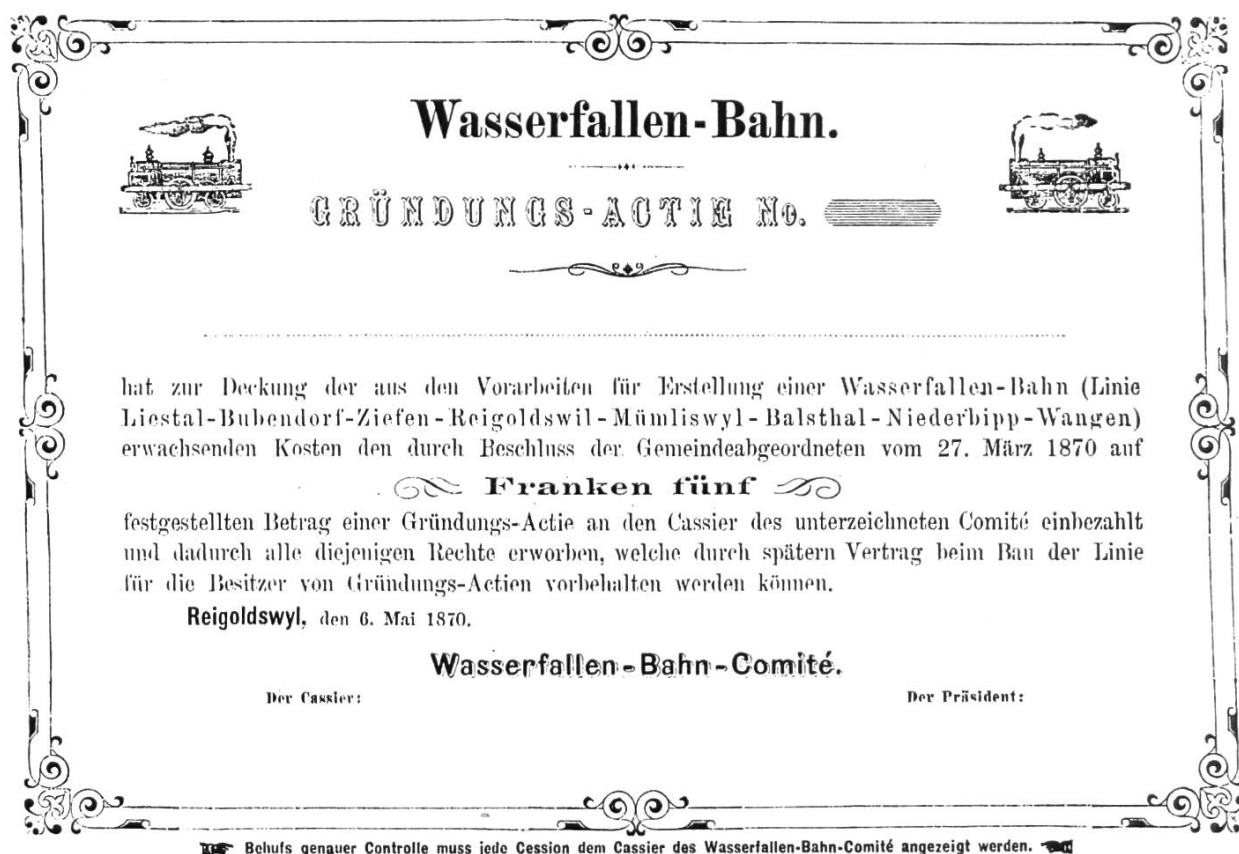 Wasserfallen-Bahn.
GRÜNDUNGS-ACTIE No.
hat zur Deckung der aus den Vorarbeiten für Erstellung einer Wasserfallen-Bahn (Linie
Liestal-Bubendorf-Ziefen-Reigoldswil-Mümliswyl-Balsthal-Niederbipp-Wangen)
erwachsenden Kosten den durch Beschluss der Gemeindeabgeordneten vom 27. März 1870 auf
Franken fünf
festgestellten Betrag einer Gründungs-Actie an den Cassier des unterzeichneten Comité einbezahlt
und dadurch alle diejenigen Rechte erworben, welche durch spätern Vertrag beim Bau der Linie
für die Besitzer von Gründungs-Actien vorbehalten werden können.
Reigoldswyl, den 6. Mai 1870.
Wasserfallen-Bahn-Comité.
Der Cassier: Der Präsident:
Behufs genauer Controlle muss jede Cession dem Cassier des Wasserfallen-Bahn-Comité angezeigt werden.